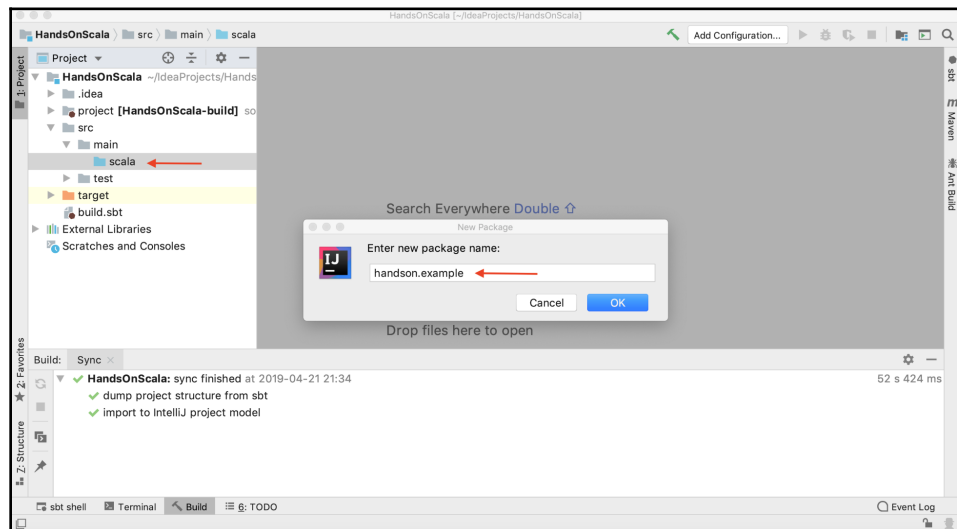 HandsOnScala [~/IdeaProjects/HandsOnScala]
HandsOnScala
src
main
scala
Add Configuration...
1: Project
Project
HandsOnScala ~/IdeaProjects/Hands
.idea
project [HandsOnScala-build] so
src
main
scala
test
target
build.sbt
External Libraries
Scratches and Consoles
sbt
m Maven
Ant Build
Search Everywhere Double ⇧
New Package
IJ
Enter new package name:
handson.example
Cancel
OK
Drop files here to open
2: Favorites
Z: Structure
Build:
Sync
HandsOnScala: sync finished at 2019-04-21 21:34
52 s 424 ms
dump project structure from sbt
import to IntelliJ project model
sbt shell
Terminal
Build
6: TODO
Event Log